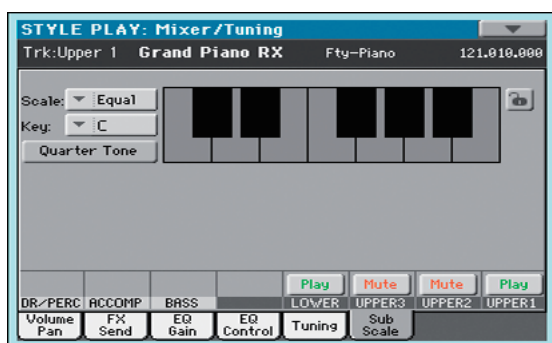 STYLE PLAY: Mixer/Tuning
Trk:Upper 1 Grand Piano RX Fty-Piano 121.010.000
Scale: Equal
Key: C
Quarter Tone
Play Mute Mute Play
DR/PERC ACCOMP BASS LOWER UPPER3 UPPER2 UPPER1
Volume Pan FX Send EQ Gain EQ Control Tuning Sub Scale